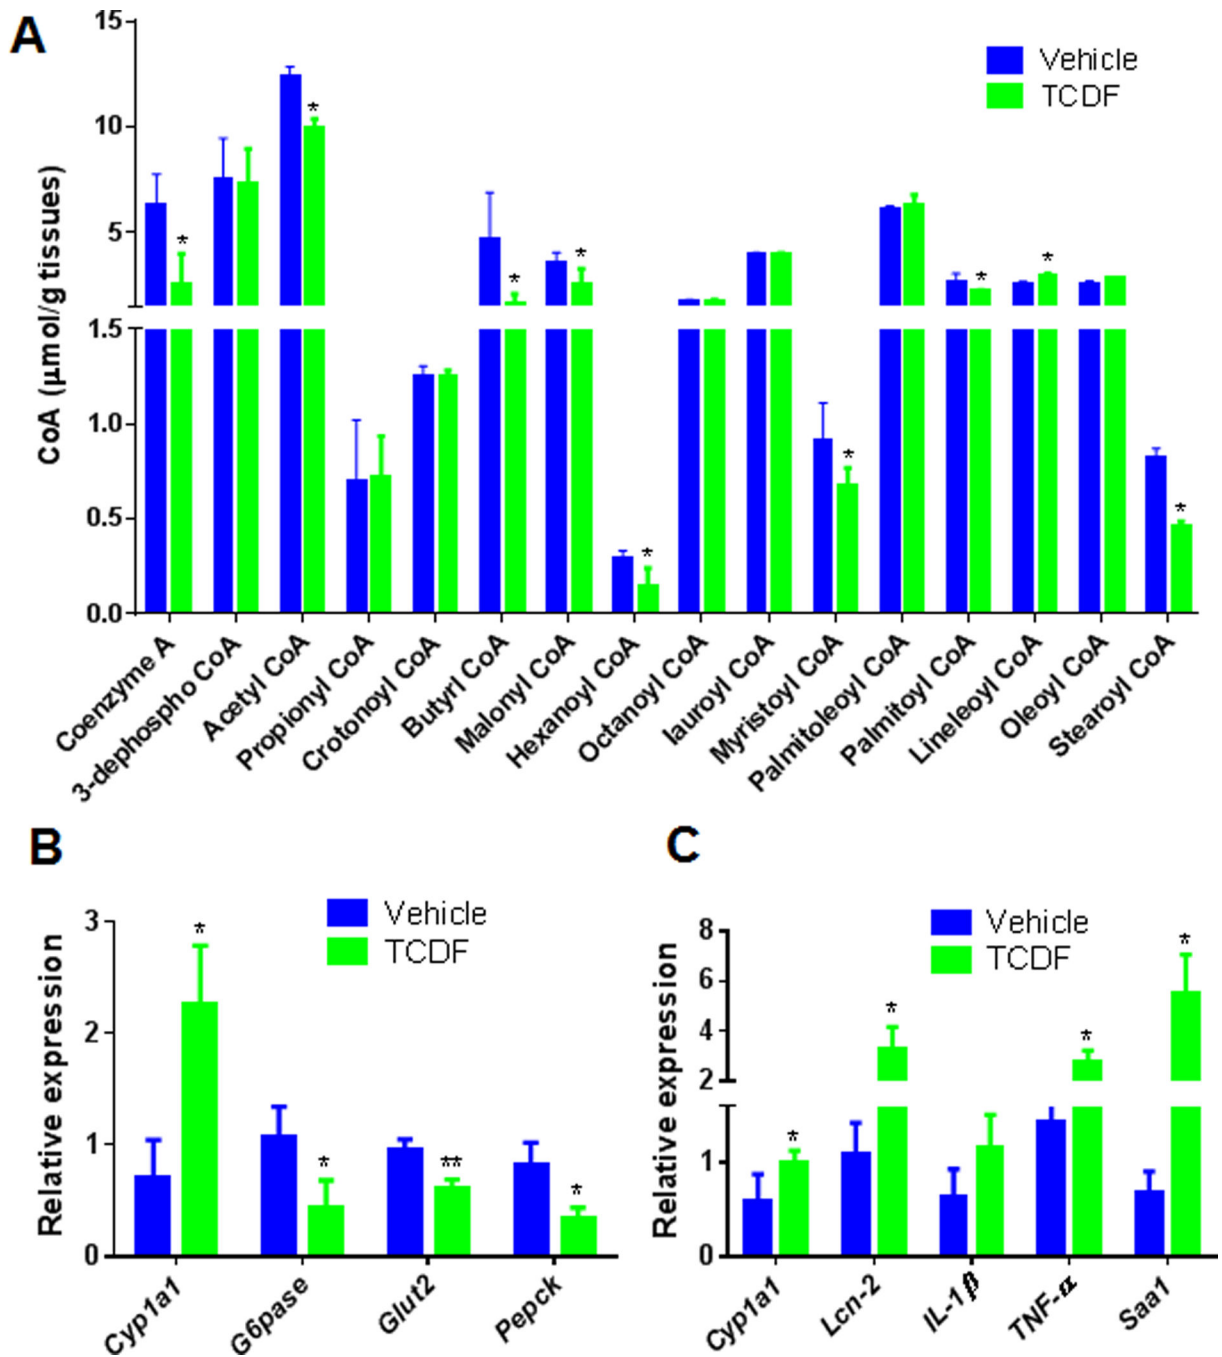 A
15
10
5
1.5
1.0
0.5
0.0
CoA (μmol/g tissues)
Vehicle
TCDF
*
*
*
*
*
*
*
*
*
Coenzyme A
3-dephospho CoA
Acetyl CoA
Propionyl CoA
Crotonoyl CoA
Butyrl CoA
Malonyl CoA
Hexanoyl CoA
Octanoyl CoA
lauroyl CoA
Myristoyl CoA
Palmitoleoyl CoA
Palmitoyl CoA
Lineleoyl CoA
Oleoyl CoA
Stearoyl CoA
B
3
2
1
0
Relative expression
Vehicle
TCDF
*
*
**
*
Cyp1a1
G6pase
Glut2
Pepck
C
8
6
4
2
1
0
Relative expression
Vehicle
TCDF
*
*
*
*
Cyp1a1
Lcn-2
IL-1β
TNF-α
Saa1